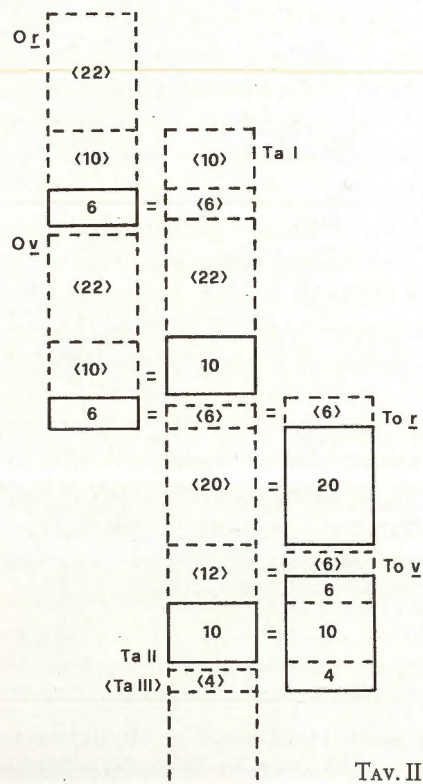 O r
⟨22⟩
⟨10⟩ ⟨10⟩ Ta I
6 = ⟨6⟩
O v
⟨22⟩ ⟨22⟩
⟨10⟩ = 10
6 = ⟨6⟩ = ⟨6⟩ To r
⟨20⟩ = 20
⟨12⟩ = ⟨6⟩ To v
6
10 = 10
Ta II
⟨Ta III⟩ ⟨4⟩ 4
TAV. II